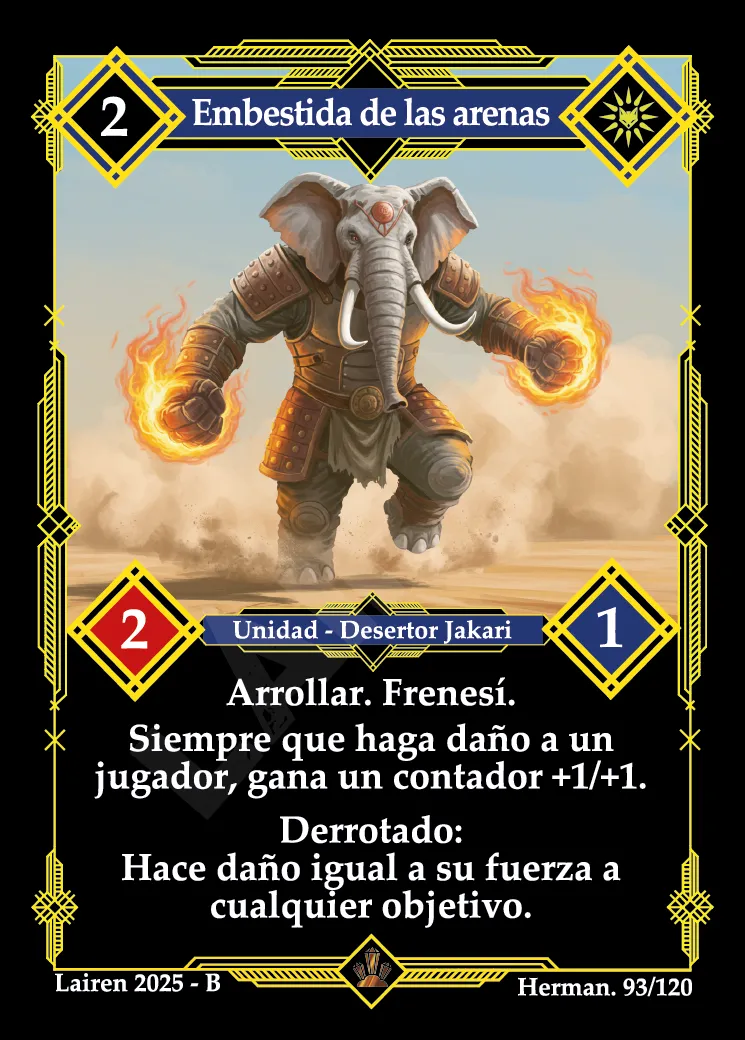 2
Embestida de las arenas
2
Unidad - Desertor Jakari
1
Arrollar. Frenesí.
Siempre que haga daño a un
jugador, gana un contador +1/+1.
Derrotado:
Hace daño igual a su fuerza a
cualquier objetivo.
Lairen 2025 - B
Herman. 93/120